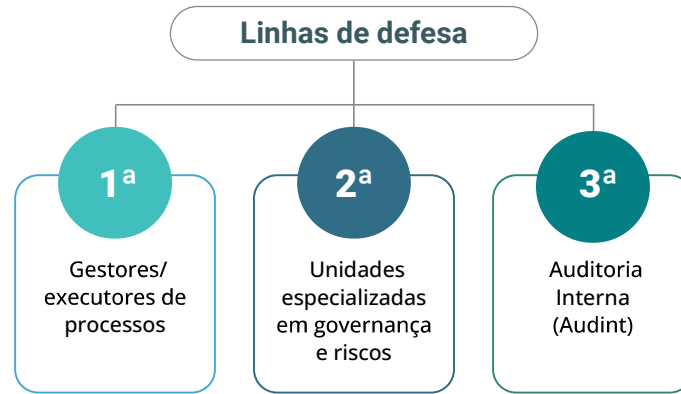 Linhas de defesa
1ª
Gestores/
executores de
processos
2ª
Unidades
especializadas
em governança
e riscos
3ª
Auditoria
Interna
(Audint)